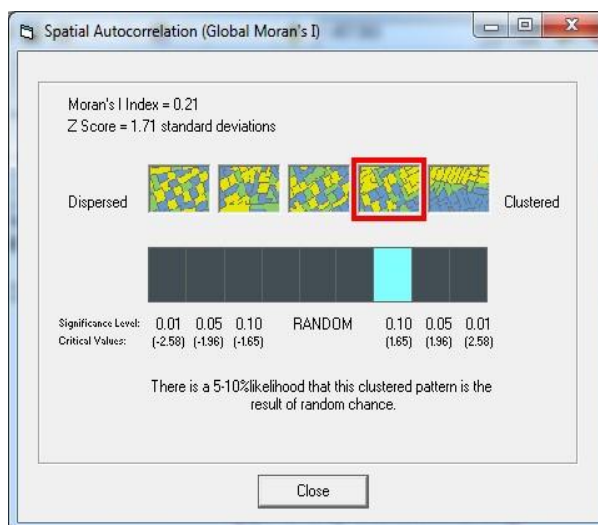 Spatial Autocorrelation (Global Moran's I)
Moran's I Index = 0.21
Z Score = 1.71 standard deviations
Dispersed
Clustered
Significance Level: 0.01 0.05 0.10 RANDOM 0.10 0.05 0.01
Critical Values: (-2.58) (-1.96) (-1.65) (1.65) (1.96) (2.58)
There is a 5-10%likelihood that this clustered pattern is the
result of random chance.
Close